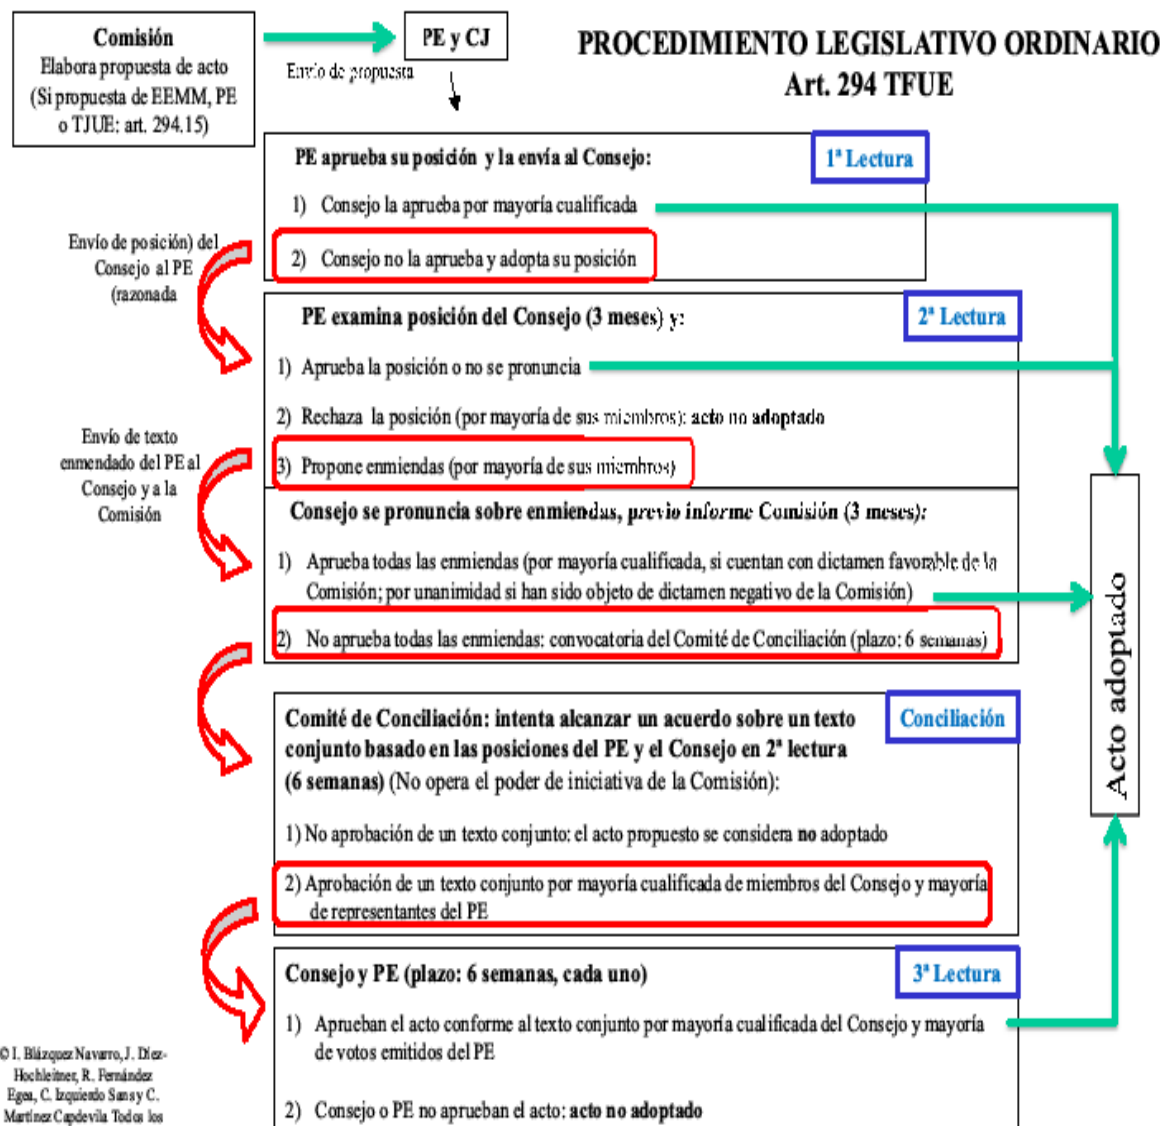 Comisión
Elabora propuesta de acto
(Si propuesta de EEMM, PE
o TJUE: art. 294.15)
PE y CJ
Envío de propuesta
PROCEDIMIENTO LEGISLATIVO ORDINARIO
Art. 294 TFUE
PE aprueba su posición y la envía al Consejo:
1ª Lectura
1) Consejo la aprueba por mayoría cualificada
2) Consejo no la aprueba y adopta su posición
Envío de posición) del
Consejo al PE
(razonada
PE examina posición del Consejo (3 meses) y:
2ª Lectura
1) Aprueba la posición o no se pronuncia
2) Rechaza la posición (por mayoría de sus miembros): acto no adoptado
3) Propone enmiendas (por mayoría de sus miembros)
Envío de texto
enmendado del PE al
Consejo y a la
Comisión
Consejo se pronuncia sobre enmiendas, previo informe Comisión (3 meses):
1) Aprueba todas las enmiendas (por mayoría cualificada, si cuentan con dictamen favorable de la
Comisión; por unanimidad si han sido objeto de dictamen negativo de la Comisión)
2) No aprueba todas las enmiendas: convocatoria del Comité de Conciliación (plazo: 6 semanas)
Acto adoptado
Comité de Conciliación: intenta alcanzar un acuerdo sobre un texto
conjunto basado en las posiciones del PE y el Consejo en 2ª lectura
(6 semanas) (No opera el poder de iniciativa de la Comisión):
Conciliación
1) No aprobación de un texto conjunto: el acto propuesto se considera no adoptado
2) Aprobación de un texto conjunto por mayoría cualificada de miembros del Consejo y mayoría
de representantes del PE
Consejo y PE (plazo: 6 semanas, cada uno)
3ª Lectura
1) Aprueban el acto conforme al texto conjunto por mayoría cualificada del Consejo y mayoría
de votos emitidos del PE
2) Consejo o PE no aprueban el acto: acto no adoptado
© I. Blázquez Navarro, J. Díez-
Hochleitner, R. Fernández
Egea, C. Izquierdo Sans y C.
Martínez Capdevila Todos los